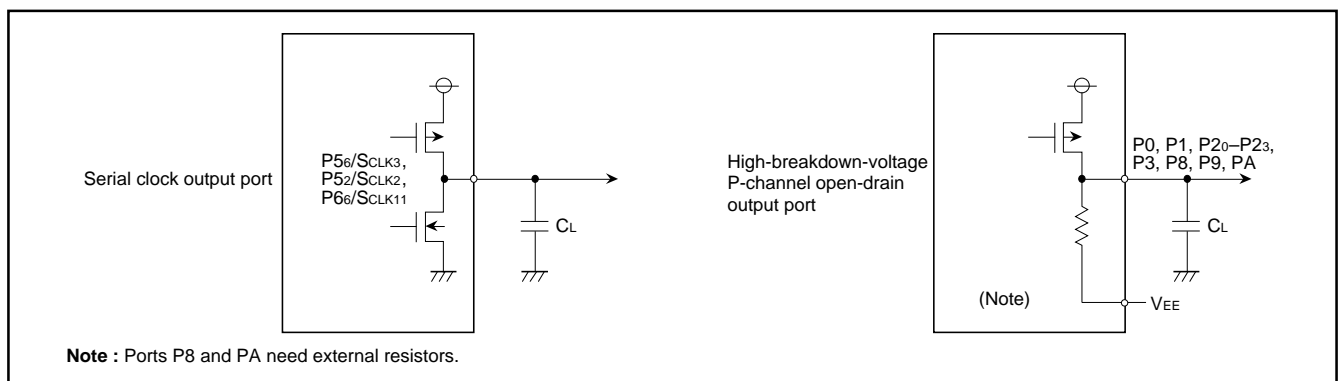 Serial clock output port
P56/SCLK3,
P52/SCLK2,
P66/SCLK11
CL
High-breakdown-voltage
P-channel open-drain
output port
P0, P1, P20–P23,
P3, P8, P9, PA
CL
(Note)
VEE
Note : Ports P8 and PA need external resistors.